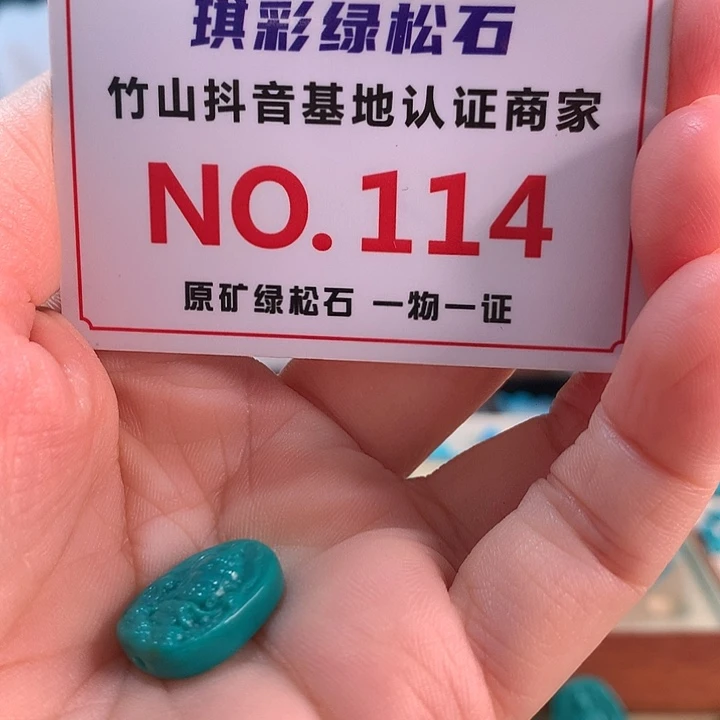 琪彩绿松石
竹山抖音基地认证商家
NO.114
原矿绿松石 一物一证